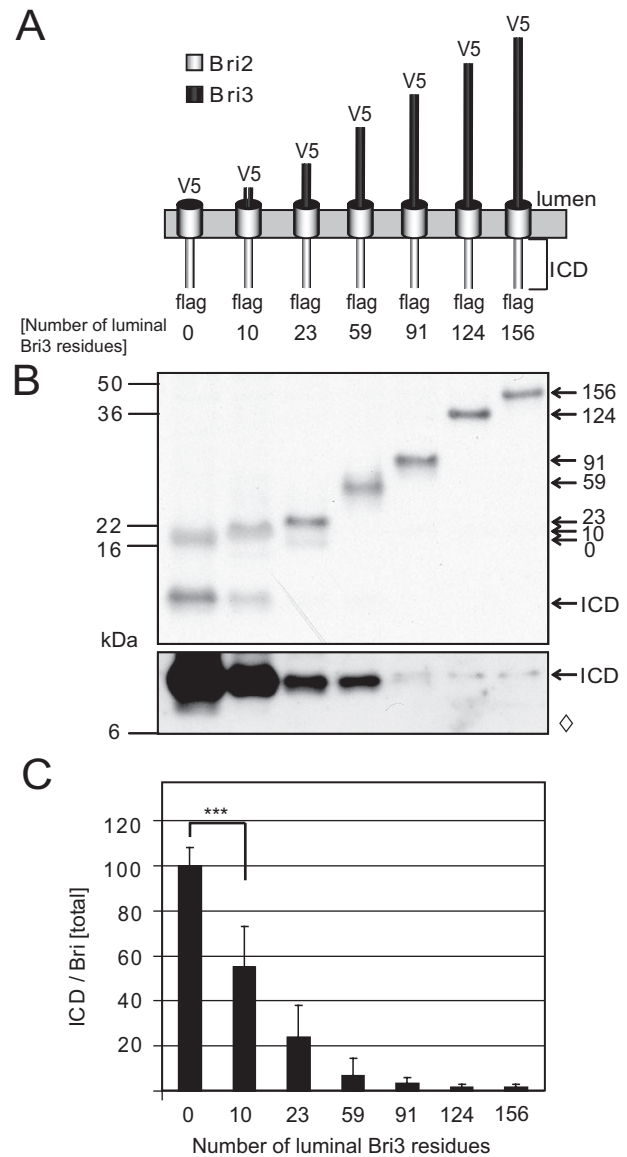 A
Bri2
Bri3
V5 V5 V5 V5 V5 V5 V5
lumen
ICD
flag flag flag flag flag flag flag
[Number of luminal
Bri3 residues]
0 10 23 59 91 124 156
B
50
36
22
16
kDa
156
124
91
59
23
10
0
ICD
ICD
6
◊
C
***
ICD / Bri [total]
120
100
80
60
40
20
0 10 23 59 91 124 156
Number of luminal Bri3 residues